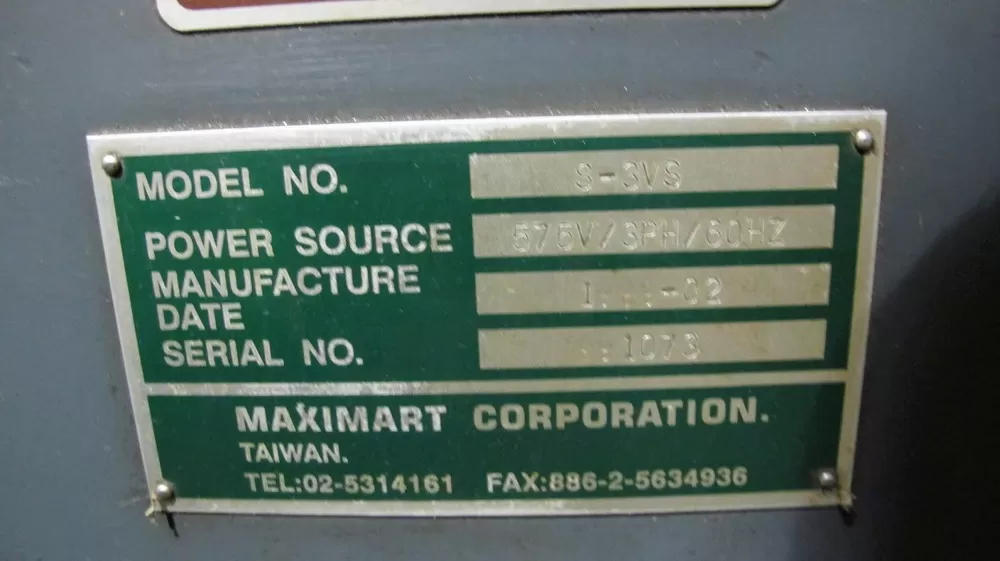 MODEL NO. S-3VS
POWER SOURCE 575V/3PH/60HZ
MANUFACTURE
DATE
SERIAL NO. 1073
MAXIMART CORPORATION.
TAIWAN.
TEL:02-5314161 FAX:886-2-5634936